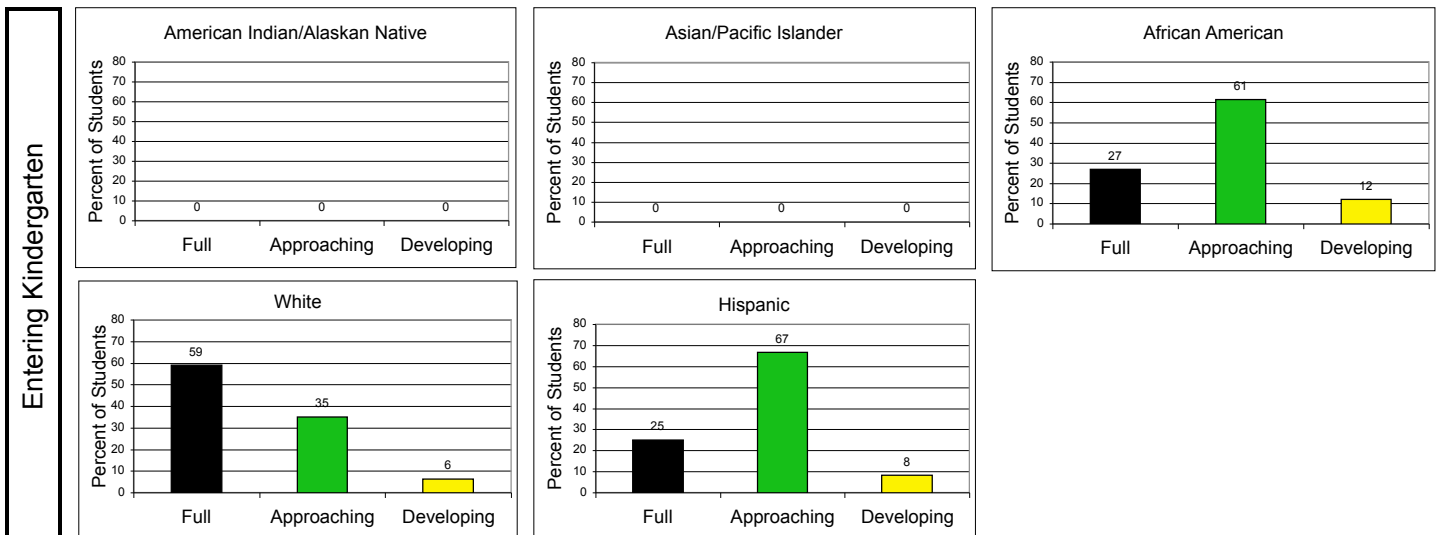 Entering Kindergarten
American Indian/Alaskan Native
Percent of Students
80
70
60
50
40
30
20
10
0
0 0 0
Full Approaching Developing
Asian/Pacific Islander
Percent of Students
80
70
60
50
40
30
20
10
0
0 0 0
Full Approaching Developing
African American
Percent of Students
80
70
60
50
40
30
20
10
0
27 61 12
Full Approaching Developing
White
Percent of Students
80
70
60
50
40
30
20
10
0
59 35 6
Full Approaching Developing
Hispanic
Percent of Students
80
70
60
50
40
30
20
10
0
25 67 8
Full Approaching Developing